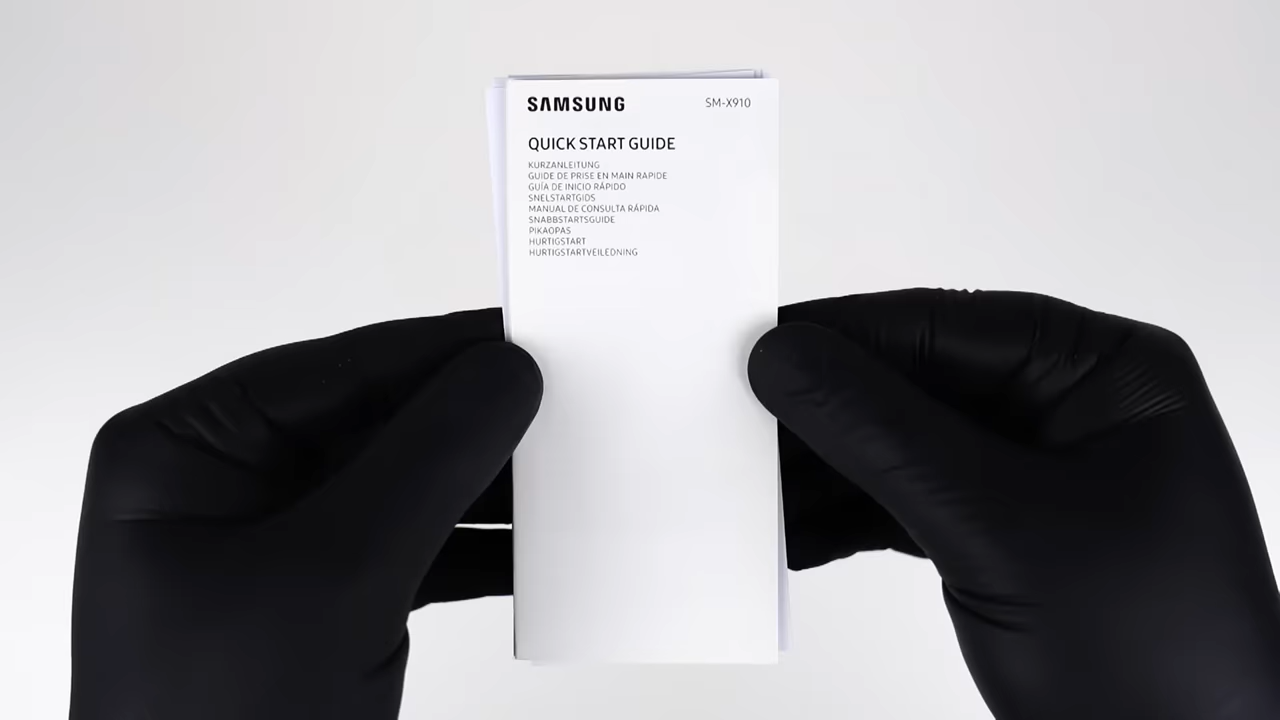 SAMSUNG SM-X910
QUICK START GUIDE
KURZANLEITUNG
GUIDE DE PRISE EN MAIN RAPIDE
GUÍA DE INICIO RÁPIDO
SNELSTARTGIDS
MANUAL DE CONSULTA RÁPIDA
SNABBSTARTSGUIDE
PIKAOPAS
HURTIGSTART
HURTIGSTARTVEILEDNING